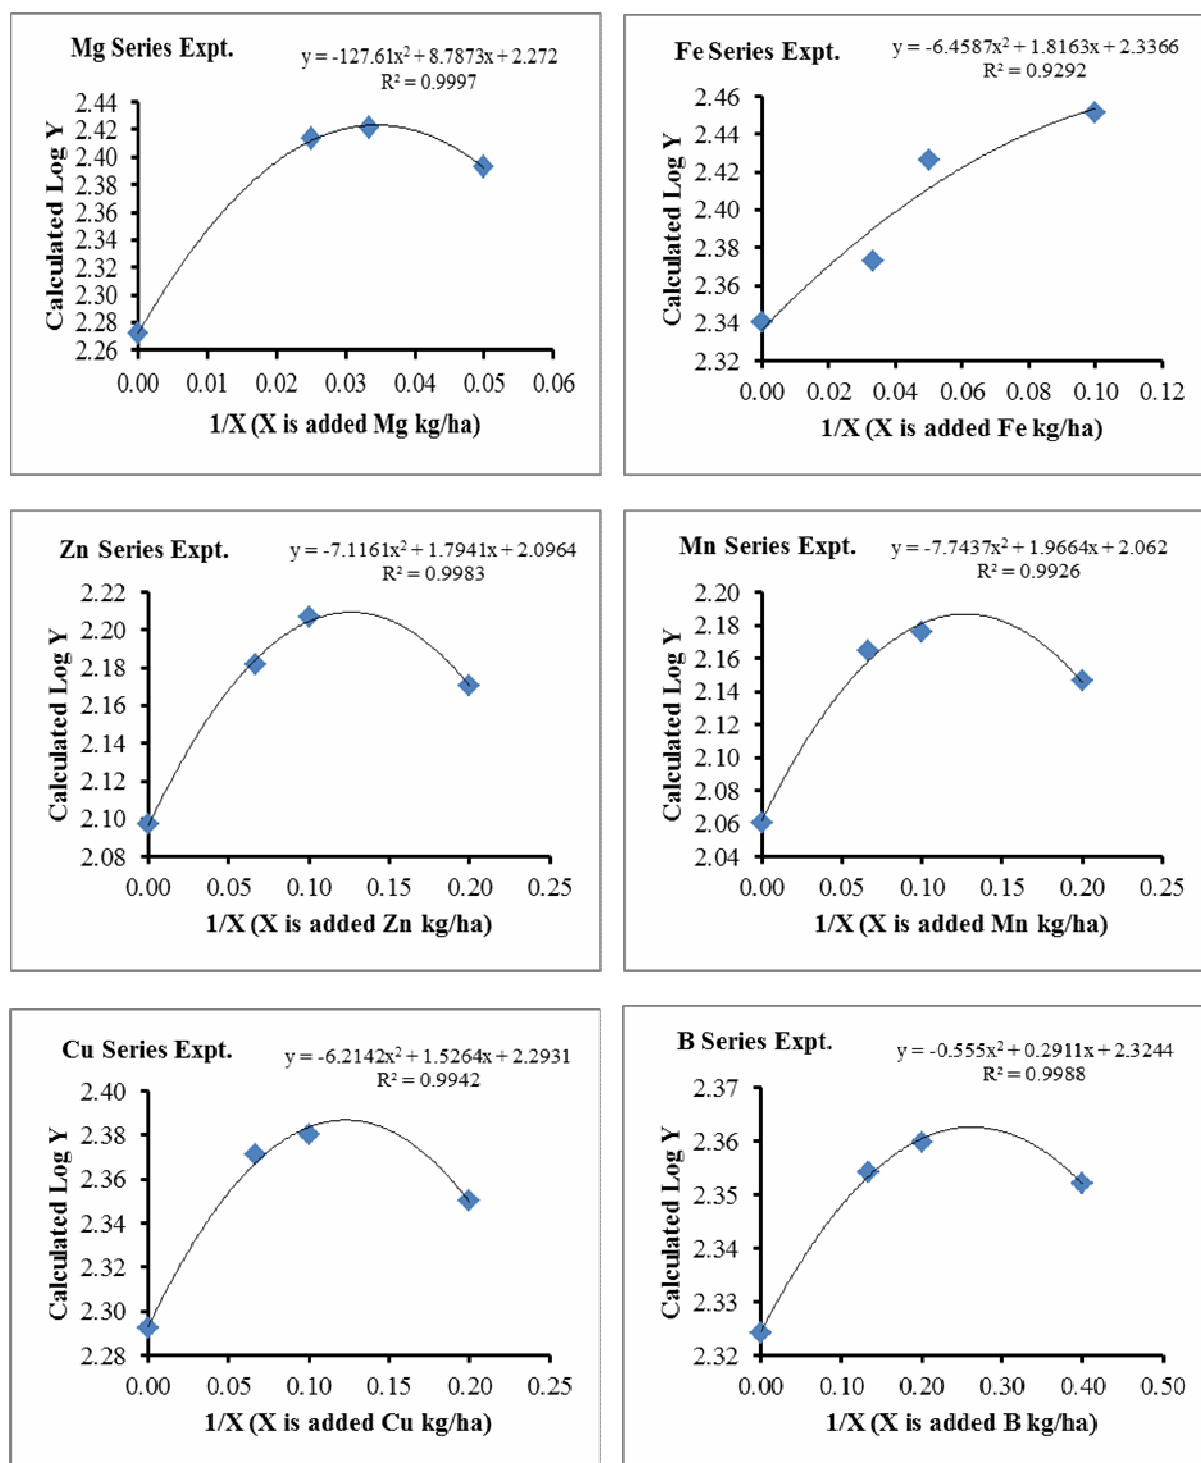 Mg Series Expt.
y = -127.61x² + 8.7873x + 2.272
R² = 0.9997
Calculated Log Y
2.44
2.42
2.40
2.38
2.36
2.34
2.32
2.30
2.28
2.26
0.00 0.01 0.02 0.03 0.04 0.05 0.06
1/X (X is added Mg kg/ha)
Fe Series Expt.
y = -6.4587x² + 1.8163x + 2.3366
R² = 0.9292
Calculated Log Y
2.46
2.44
2.42
2.40
2.38
2.36
2.34
2.32
0.00 0.02 0.04 0.06 0.08 0.10 0.12
1/X (X is added Fe kg/ha)
Zn Series Expt.
y = -7.1161x² + 1.7941x + 2.0964
R² = 0.9983
Calculated Log Y
2.22
2.20
2.18
2.16
2.14
2.12
2.10
2.08
0.00 0.05 0.10 0.15 0.20 0.25
1/X (X is added Zn kg/ha)
Mn Series Expt.
y = -7.7437x² + 1.9664x + 2.062
R² = 0.9926
Calculated Log Y
2.20
2.18
2.16
2.14
2.12
2.10
2.08
2.06
2.04
0.00 0.05 0.10 0.15 0.20 0.25
1/X (X is added Mn kg/ha)
Cu Series Expt.
y = -6.2142x² + 1.5264x + 2.2931
R² = 0.9942
Calculated Log Y
2.40
2.38
2.36
2.34
2.32
2.30
2.28
0.00 0.05 0.10 0.15 0.20 0.25
1/X (X is added Cu kg/ha)
B Series Expt.
y = -0.555x² + 0.2911x + 2.3244
R² = 0.9988
Calculated Log Y
2.37
2.36
2.35
2.34
2.33
2.32
0.00 0.10 0.20 0.30 0.40 0.50
1/X (X is added B kg/ha)